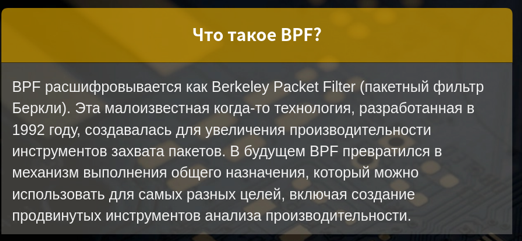 Что такое BPF?
BPF расшифровывается как Berkeley Packet Filter (пакетный фильтр
Беркли). Эта малоизвестная когда-то технология, разработанная в
1992 году, создавалась для увеличения производительности
инструментов захвата пакетов. В будущем BPF превратился в
механизм выполнения общего назначения, который можно
использовать для самых разных целей, включая создание
продвинутых инструментов анализа производительности.